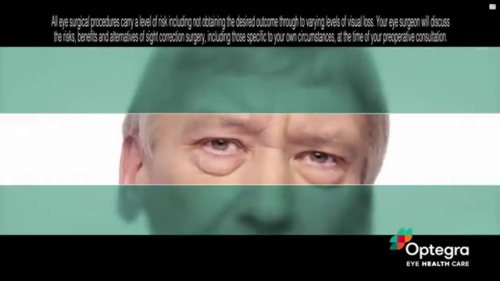 All eye surgical procedures carry a level of risk including not obtaining the desired outcome through to varying levels of visual loss. Your eye surgeon will discuss
the risks, benefits and alternatives of sight correction surgery, including those specific to your own circumstances, at the time of your preoperative consultation.
Optegra
EYE HEALTH CARE